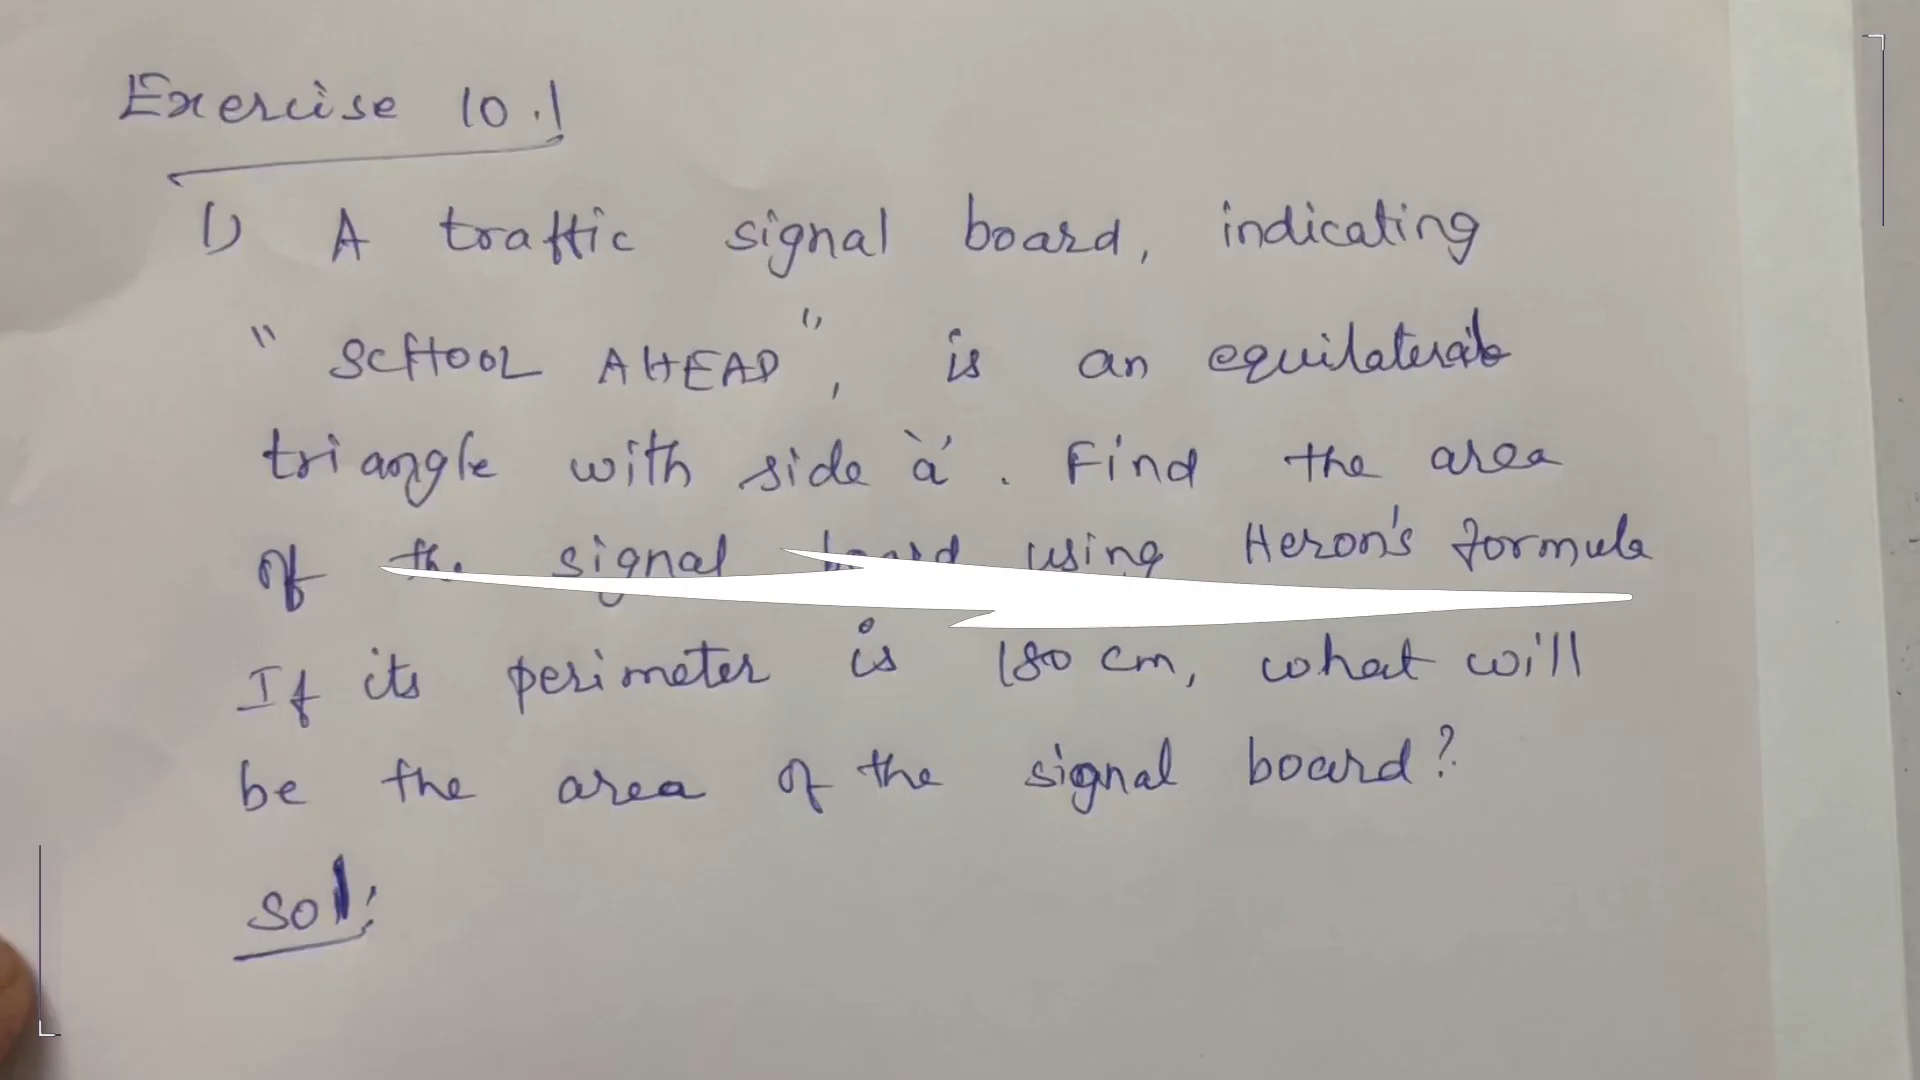 Exercise 10.1
1) A traffic signal board, indicating
"SCHOOL AHEAD", is an equilateral
triangle with side 'a'. Find the area
of the signal board using Heron's formula
If its perimeter is 180 cm, what will
be the area of the signal board?
Sol: